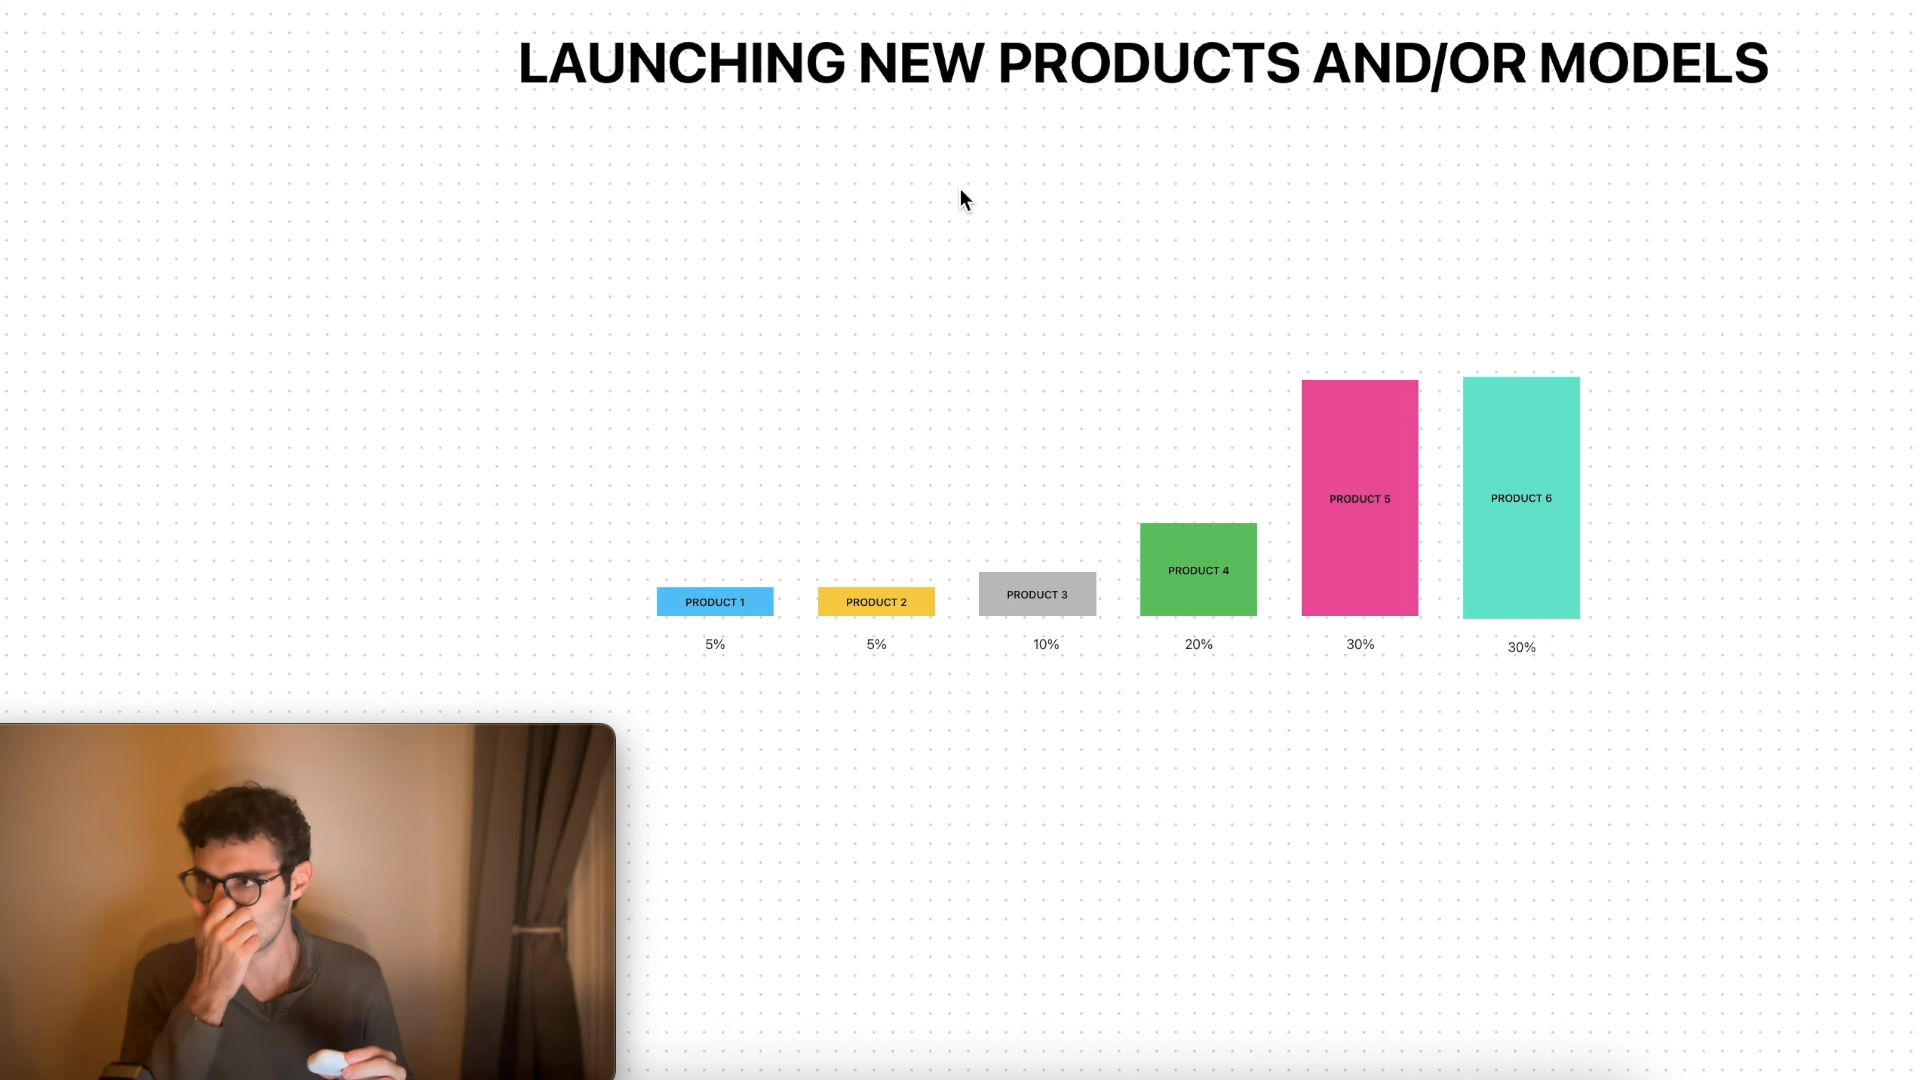 LAUNCHING NEW PRODUCTS AND/OR MODELS
PRODUCT 1
PRODUCT 2
PRODUCT 3
PRODUCT 4
PRODUCT 5
PRODUCT 6
5%
5%
10%
20%
30%
30%